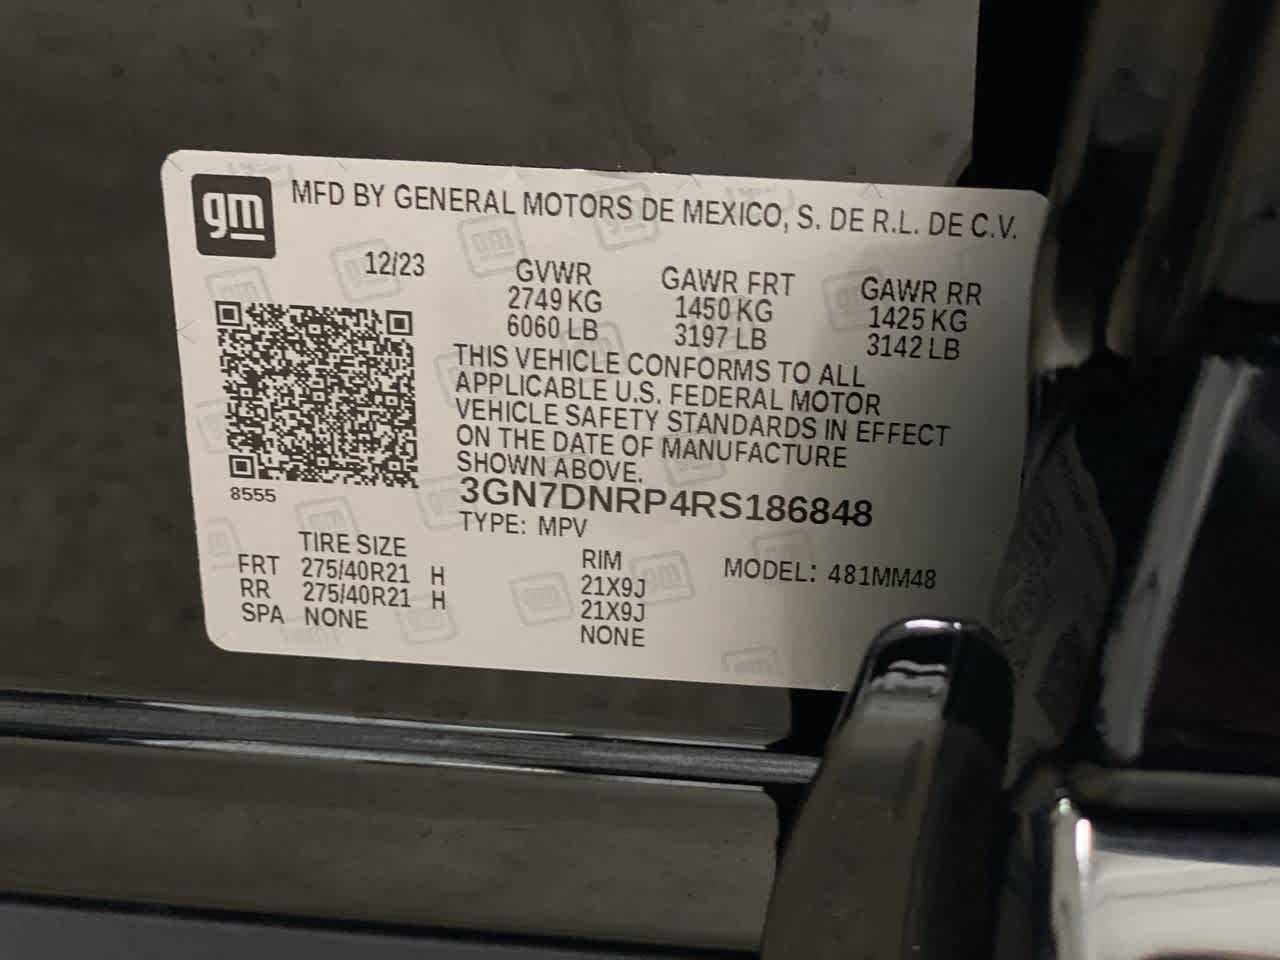 gm MFD BY GENERAL MOTORS DE MEXICO, S. DE R.L. DE C.V.
12/23 GVWR GAWR FRT GAWR RR
2749 KG 1450 KG 1425 KG
6060 LB 3197 LB 3142 LB
THIS VEHICLE CONFORMS TO ALL
APPLICABLE U.S. FEDERAL MOTOR
VEHICLE SAFETY STANDARDS IN EFFECT
ON THE DATE OF MANUFACTURE
SHOWN ABOVE.
8555
3GN7DNRP4RS186848
TYPE: MPV
TIRE SIZE RIM MODEL: 481MM48
FRT 275/40R21 H 21X9J
RR 275/40R21 H 21X9J
SPA NONE NONE